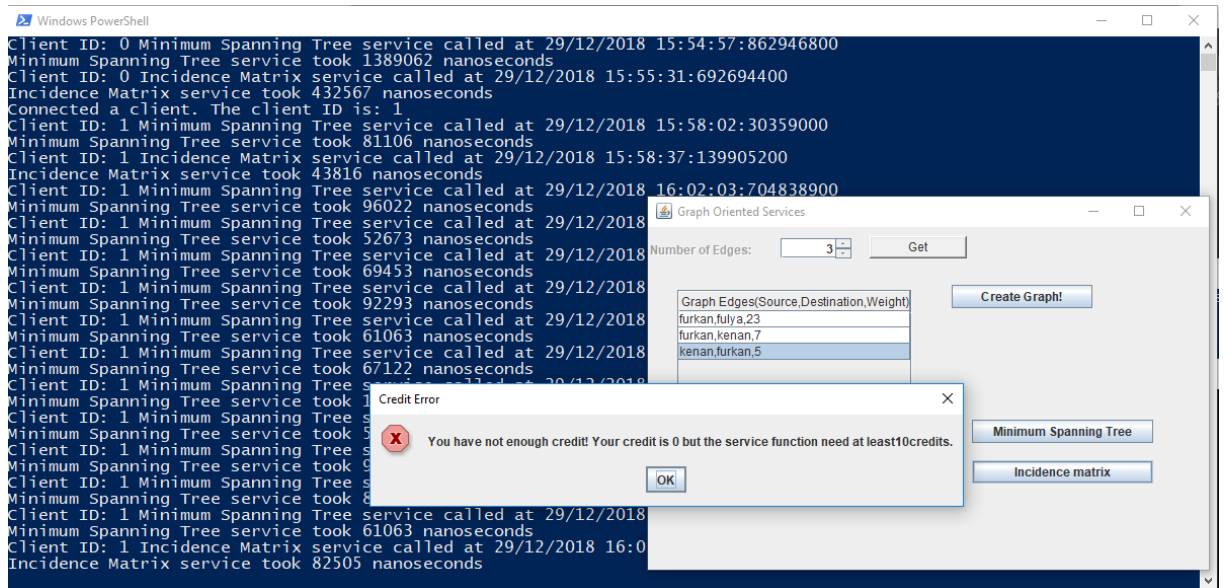 Windows PowerShell
Client ID: 0 Minimum Spanning Tree service called at 29/12/2018 15:54:57:862946800
Minimum Spanning Tree service took 1389062 nanoseconds
Client ID: 0 Incidence Matrix service called at 29/12/2018 15:55:31:692694400
Incidence Matrix service took 432567 nanoseconds
Connected a client. The client ID is: 1
Client ID: 1 Minimum Spanning Tree service called at 29/12/2018 15:58:02:30359000
Minimum Spanning Tree service took 81106 nanoseconds
Client ID: 1 Incidence Matrix service called at 29/12/2018 15:58:37:139905200
Incidence Matrix service took 43816 nanoseconds
Client ID: 1 Minimum Spanning Tree service called at 29/12/2018 16:02:03:704838900
Minimum Spanning Tree service took 96022 nanoseconds
Client ID: 1 Minimum Spanning Tree service called at 29/12/2018
Minimum Spanning Tree service took 52673 nanoseconds
Client ID: 1 Minimum Spanning Tree service called at 29/12/2018
Minimum Spanning Tree service took 69453 nanoseconds
Client ID: 1 Minimum Spanning Tree service called at 29/12/2018
Minimum Spanning Tree service took 92293 nanoseconds
Client ID: 1 Minimum Spanning Tree service called at 29/12/2018
Minimum Spanning Tree service took 61063 nanoseconds
Client ID: 1 Minimum Spanning Tree service called at 29/12/2018
Minimum Spanning Tree service took 67122 nanoseconds
Client ID: 1 Minimum Spanning Tree service called at 29/12/2018
Minimum Spanning Tree service took 1
Client ID: 1 Minimum Spanning Tree s
Minimum Spanning Tree service took 5
Client ID: 1 Minimum Spanning Tree s
Minimum Spanning Tree service took 9
Client ID: 1 Minimum Spanning Tree s
Minimum Spanning Tree service took 8
Client ID: 1 Minimum Spanning Tree service called at 29/12/2018
Minimum Spanning Tree service took 61063 nanoseconds
Client ID: 1 Incidence Matrix service called at 29/12/2018 16:0
Incidence Matrix service took 82505 nanoseconds
Graph Oriented Services
Number of Edges: 3 Get
Graph Edges(Source,Destination,Weight)
furkan,fulya,23
furkan,kenan,7
kenan,furkan,5
Create Graph!
Minimum Spanning Tree
Incidence matrix
Credit Error
You have not enough credit! Your credit is 0 but the service function need at least10credits.
OK